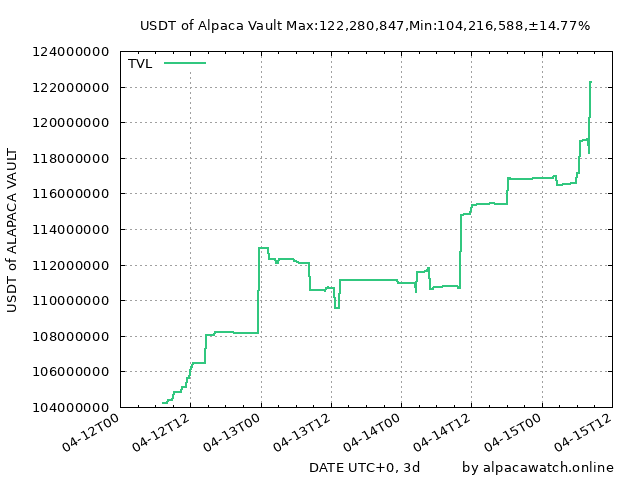 USDT of Alpaca Vault Max:122,280,847,Min:104,216,588,±14.77%
124000000
TVL
122000000
120000000
118000000
116000000
114000000
112000000
110000000
108000000
106000000
104000000
USDT of ALAPACA VAULT
04-12T00
04-12T12
04-13T00
04-13T12
04-14T00
04-14T12
04-15T00
04-15T12
DATE UTC+0, 3d
by alpacawatch.online